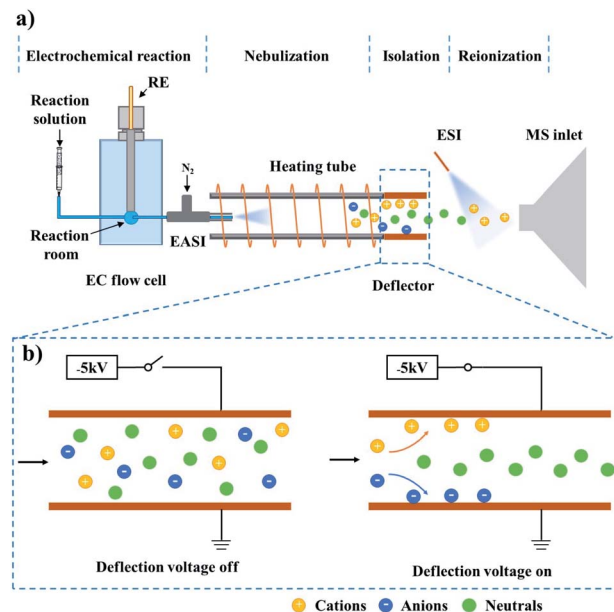 a)
Electrochemical reaction
Nebulization
Isolation
Reionization
RE
Reaction
solution
ESI
MS inlet
N₂
Heating tube
EASI
Reaction
room
EC flow cell
Deflector
b)
-5kV
-5kV
+ + + +
- - - -
Deflection voltage off
Deflection voltage on
+ Cations - Anions Neutrals